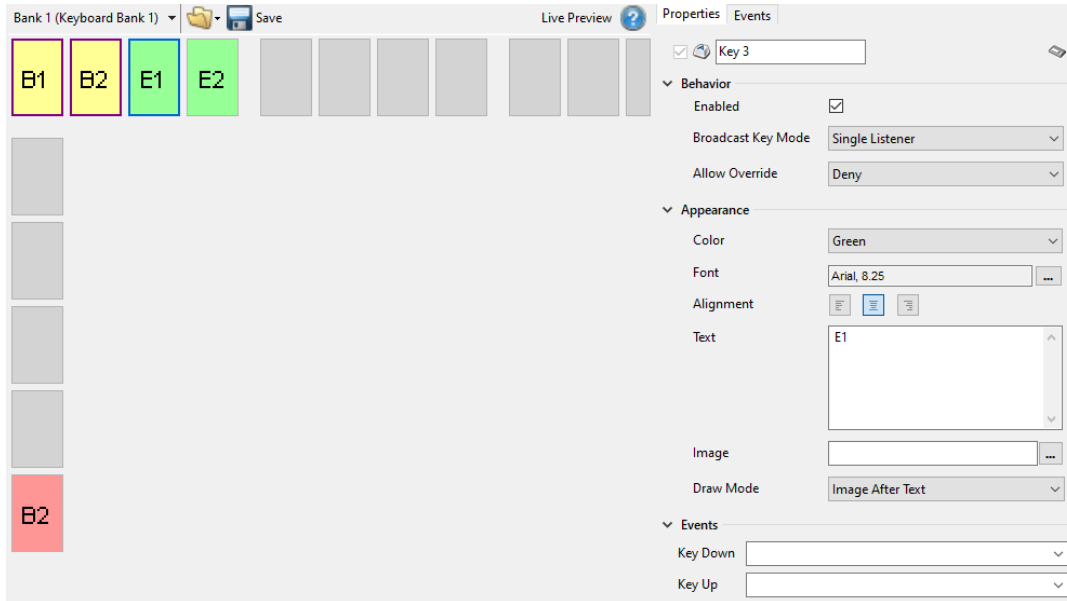 Bank 1 (Keyboard Bank 1) Save Live Preview
B1 B2 E1 E2
B2
Properties Events
Key 3
Behavior
Enabled
Broadcast Key Mode Single Listener
Allow Override Deny
Appearance
Color Green
Font Arial, 8.25 ...
Alignment
Text E1
Image ...
Draw Mode Image After Text
Events
Key Down
Key Up